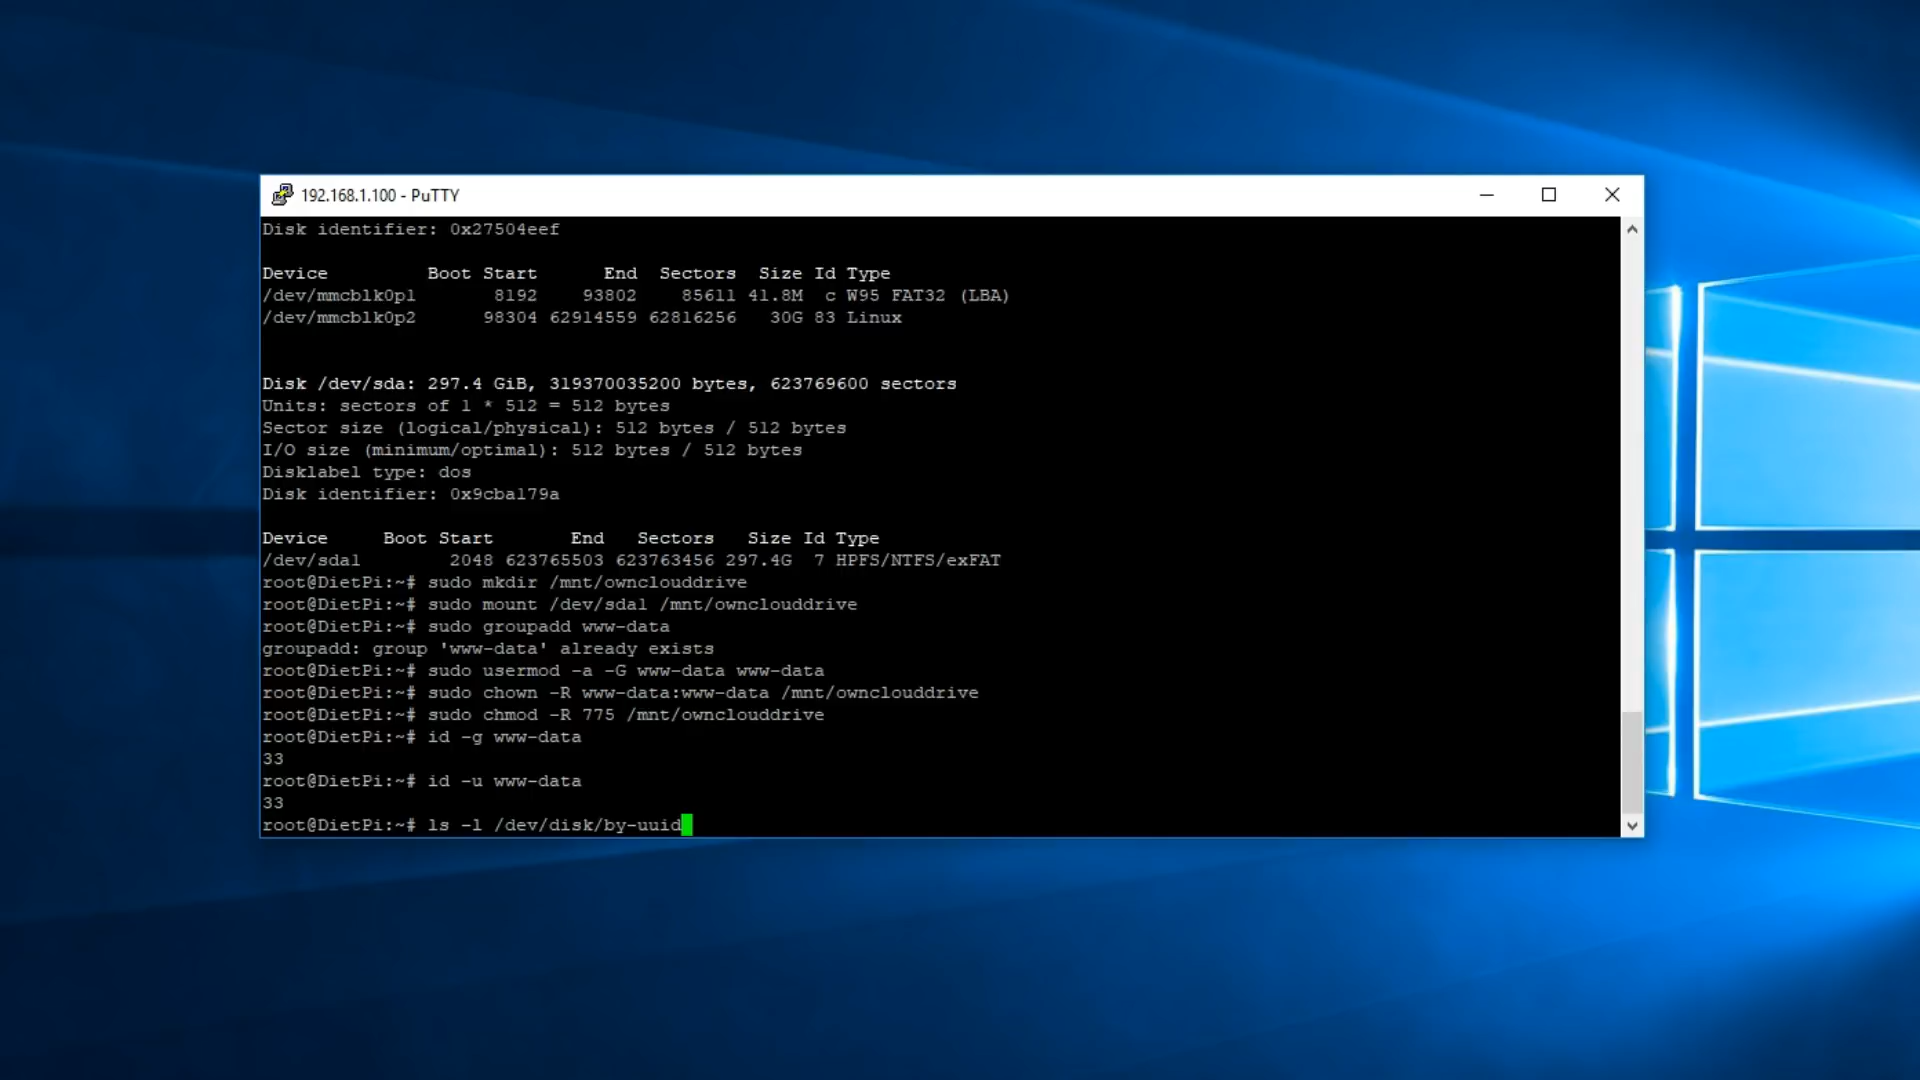 192.168.1.100 - PuTTY
Disk identifier: 0x27504eef
Device         Boot Start      End  Sectors  Size Id Type
/dev/mmcblk0p1       8192    93802    85611 41.8M  c W95 FAT32 (LBA)
/dev/mmcblk0p2      98304 62914559 62816256   30G 83 Linux
Disk /dev/sda: 297.4 GiB, 319370035200 bytes, 623769600 sectors
Units: sectors of 1 * 512 = 512 bytes
Sector size (logical/physical): 512 bytes / 512 bytes
I/O size (minimum/optimal): 512 bytes / 512 bytes
Disklabel type: dos
Disk identifier: 0x9cba179a
Device     Boot Start       End   Sectors   Size Id Type
/dev/sda1        2048 623765503 623763456 297.4G  7 HPFS/NTFS/exFAT
root@DietPi:~# sudo mkdir /mnt/ownclouddrive
root@DietPi:~# sudo mount /dev/sda1 /mnt/ownclouddrive
root@DietPi:~# sudo groupadd www-data
groupadd: group 'www-data' already exists
root@DietPi:~# sudo usermod -a -G www-data www-data
root@DietPi:~# sudo chown -R www-data:www-data /mnt/ownclouddrive
root@DietPi:~# sudo chmod -R 775 /mnt/ownclouddrive
root@DietPi:~# id -g www-data
33
root@DietPi:~# id -u www-data
33
root@DietPi:~# ls -l /dev/disk/by-uuid